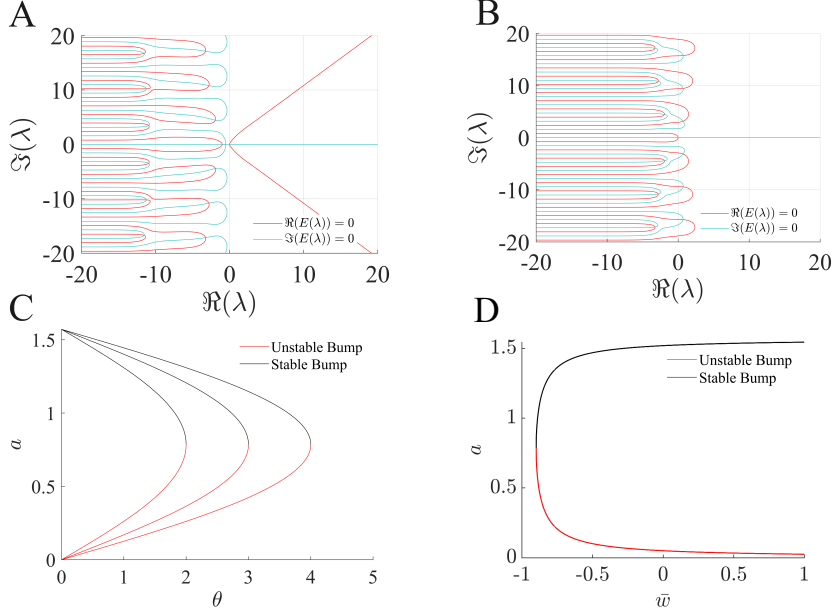 A
20
10
0
-10
-20
ℑ(λ)
ℜ(E(λ)) = 0
ℑ(E(λ)) = 0
-20
-10
0
10
20
ℜ(λ)
B
20
10
0
-10
-20
ℑ(λ)
ℜ(E(λ)) = 0
ℑ(E(λ)) = 0
-20
-10
0
10
20
ℜ(λ)
C
1.5
1
0.5
0
a
Unstable Bump
Stable Bump
0
1
2
3
4
5
θ
D
1.5
1
0.5
0
a
Unstable Bump
Stable Bump
-1
-0.5
0
0.5
1
w̄